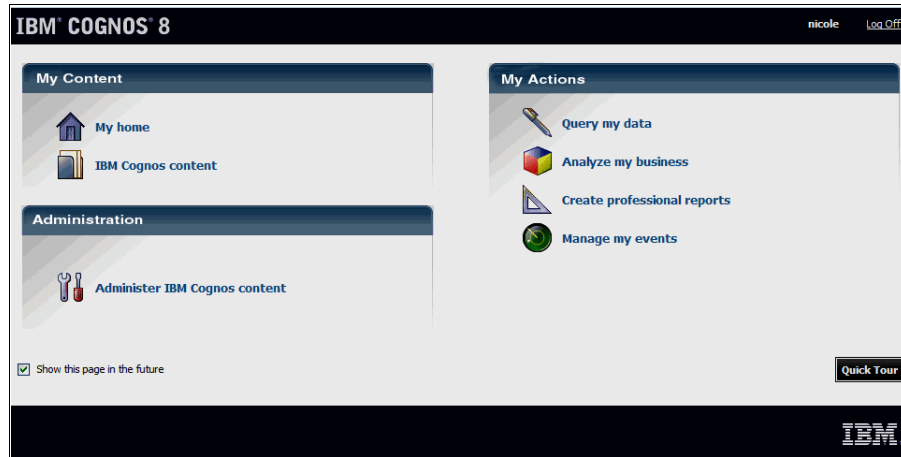 IBM® COGNOS® 8
nicole Log Off
My Content
My home
IBM Cognos content
Administration
Administer IBM Cognos content
My Actions
Query my data
Analyze my business
Create professional reports
Manage my events
Show this page in the future
Quick Tour
IBM.